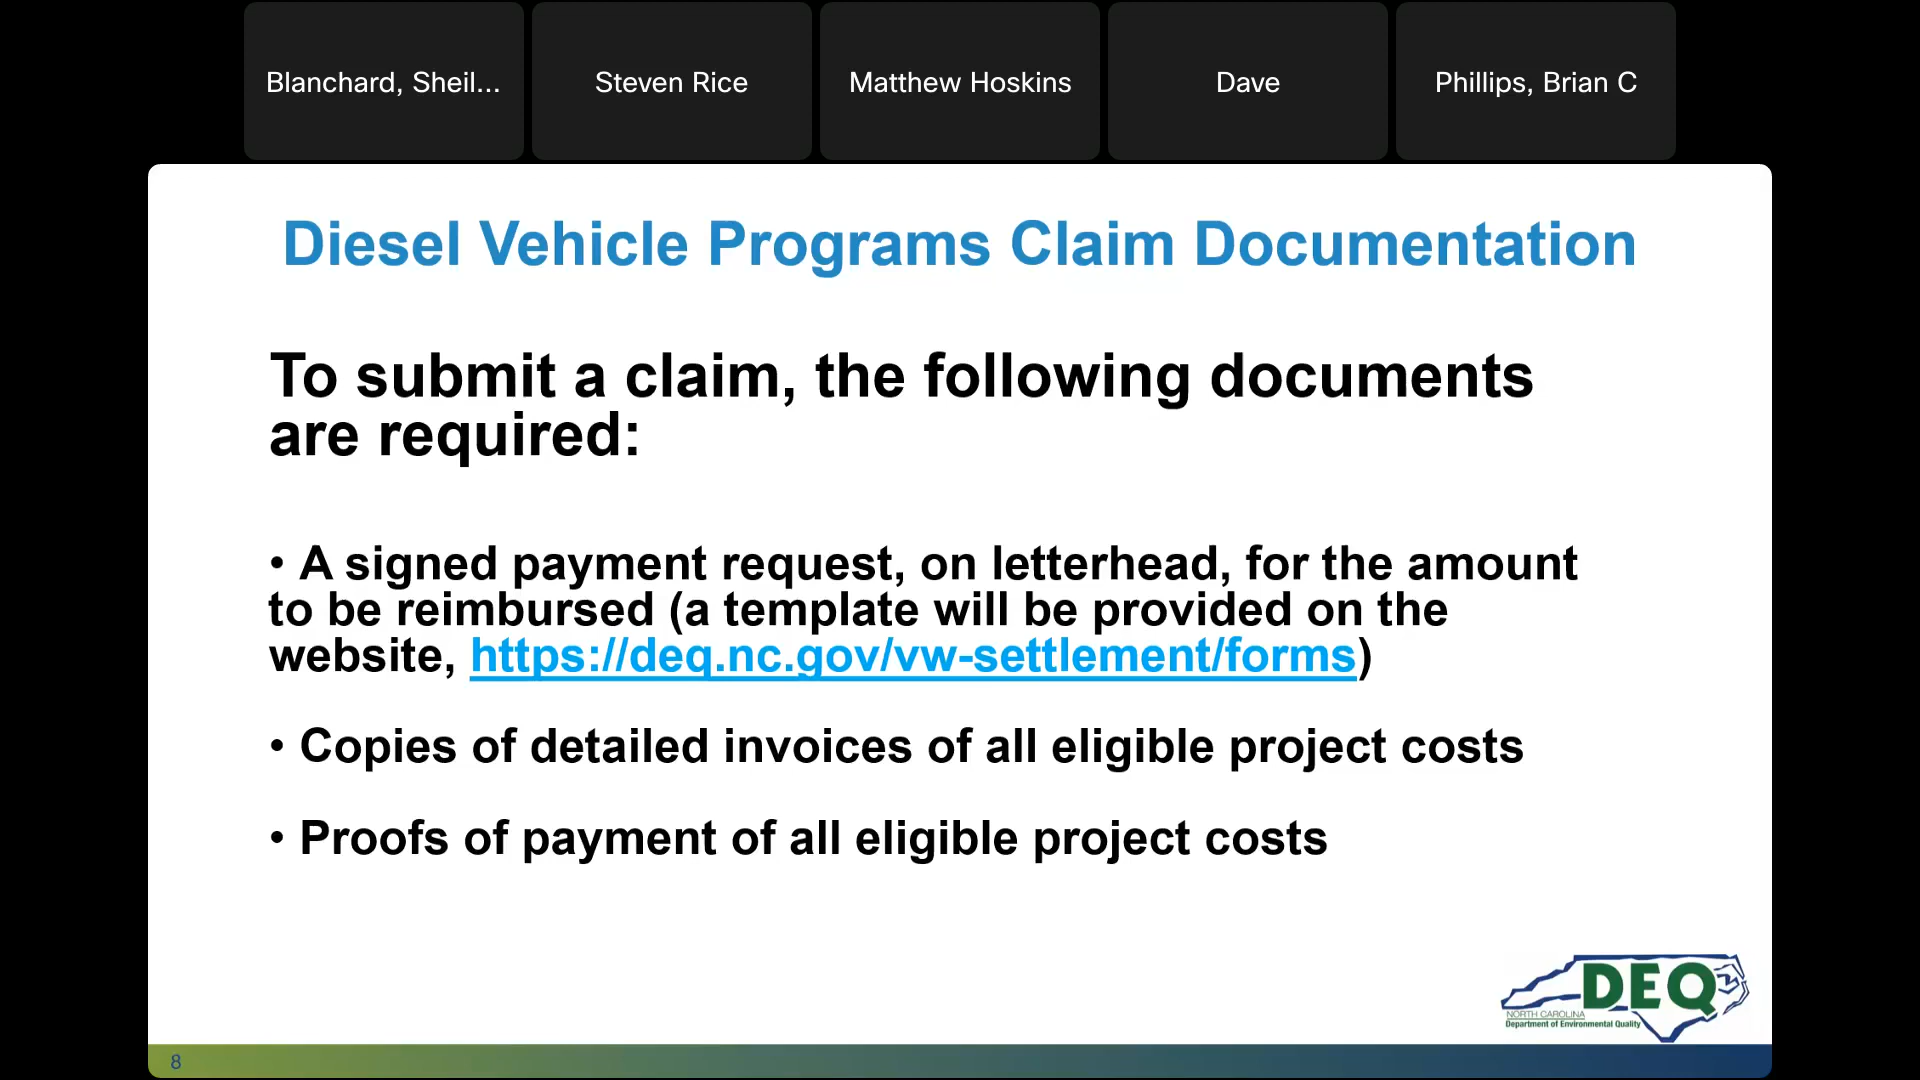 Blanchard, Sheil...
Steven Rice
Matthew Hoskins
Dave
Phillips, Brian C
Diesel Vehicle Programs Claim Documentation
To submit a claim, the following documents
are required:
• A signed payment request, on letterhead, for the amount
to be reimbursed (a template will be provided on the
website, https://deq.nc.gov/vw-settlement/forms)
• Copies of detailed invoices of all eligible project costs
• Proofs of payment of all eligible project costs
DEQ
NORTH CAROLINA
Department of Environmental Quality
8